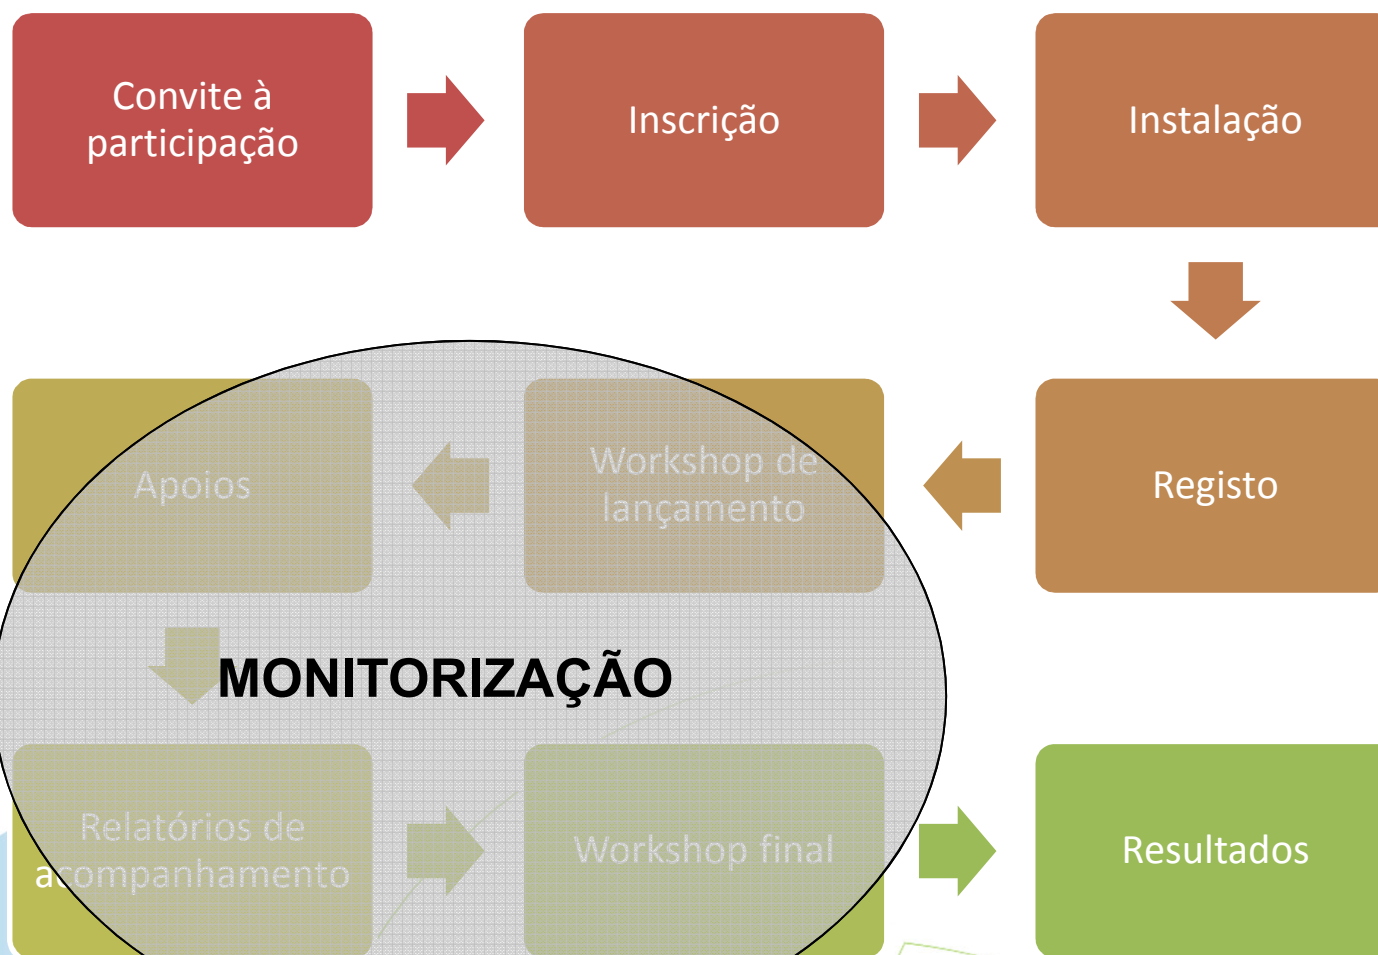 Convite à
participação
Inscrição
Instalação
Registo
Workshop de
lançamento
Apoios
MONITORIZAÇÃO
Relatórios de
acompanhamento
Workshop final
Resultados